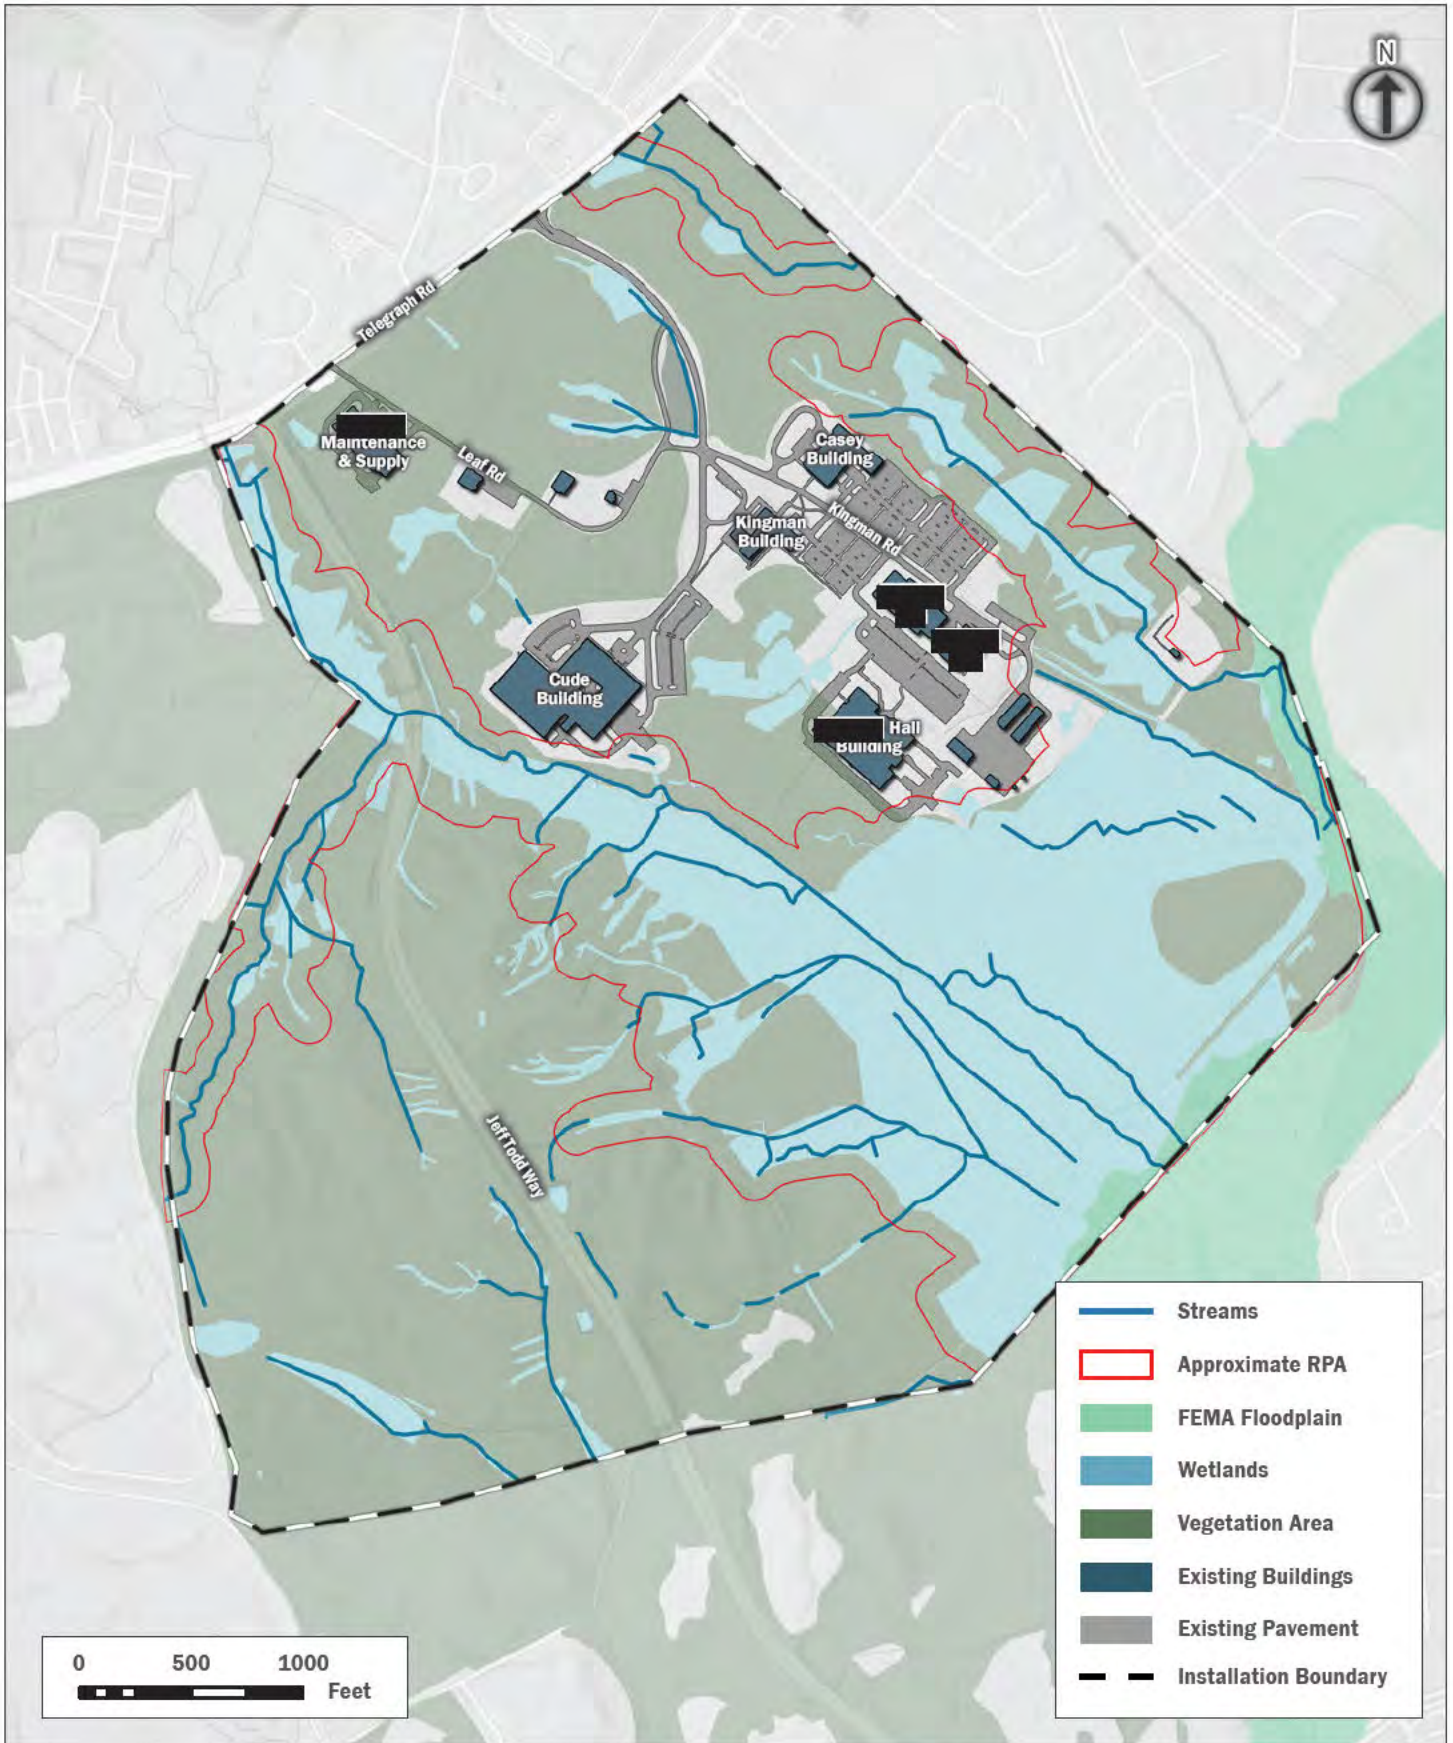 N
Telegraph Rd
Maintenance
& Supply
Leaf Rd
Casey
Building
Kingman
Building
Kingman Rd
Cude
Building
Hall
Building
Jeff Todd Way
Streams
Approximate RPA
FEMA Floodplain
Wetlands
Vegetation Area
Existing Buildings
Existing Pavement
Installation Boundary
0 500 1000
Feet